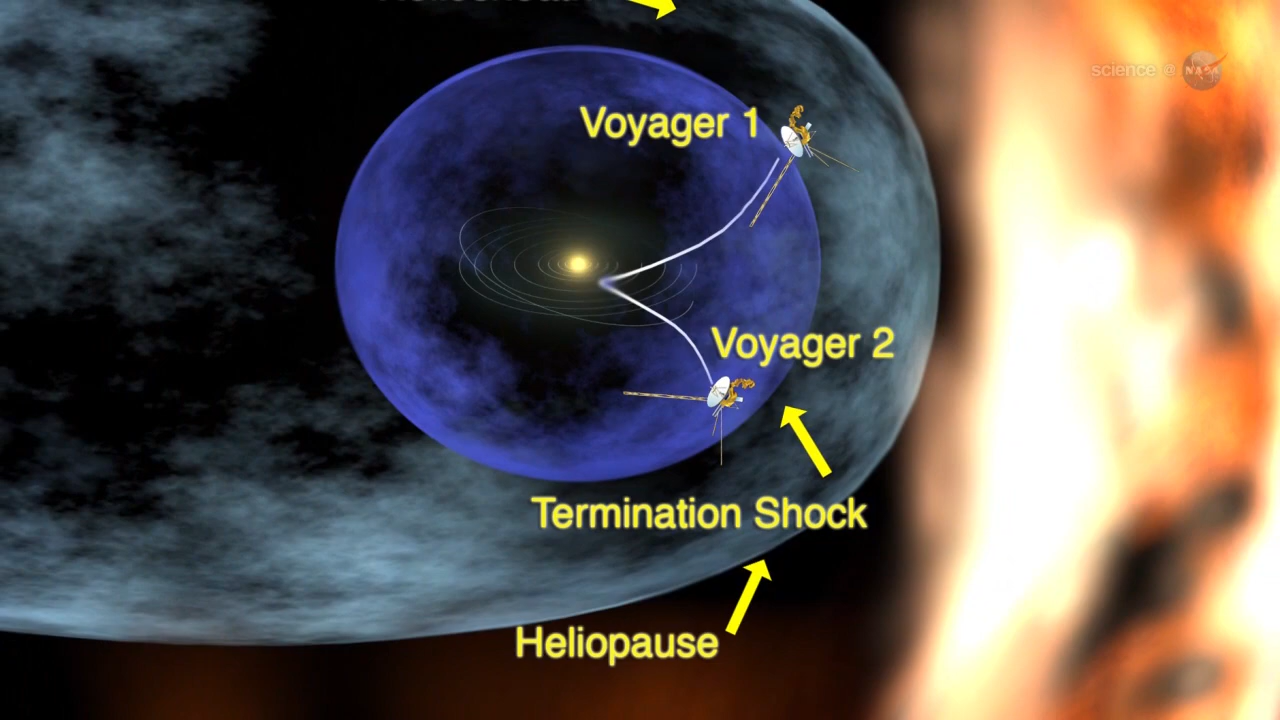 science @ NASA
Voyager 1
Voyager 2
Termination Shock
Heliopause